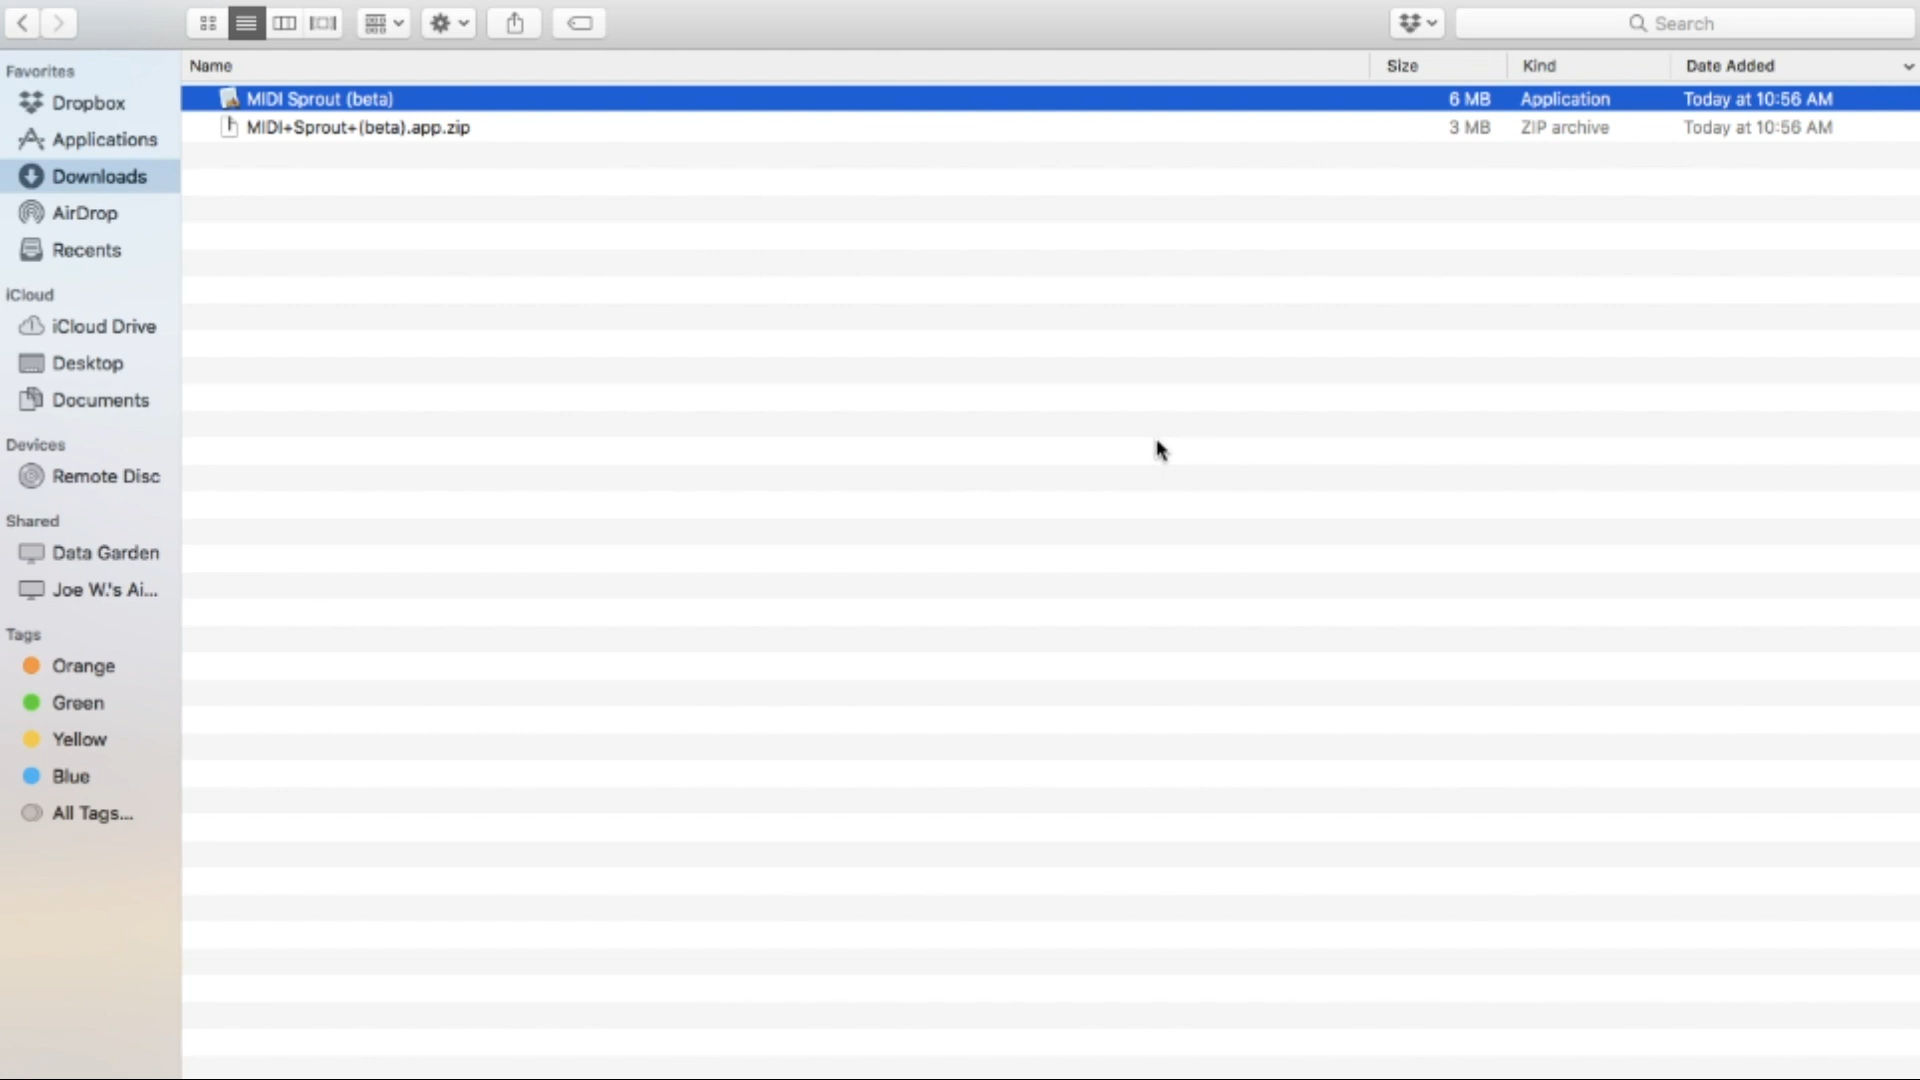 Search
Favorites
Dropbox
Applications
Downloads
AirDrop
Recents
iCloud
iCloud Drive
Desktop
Documents
Devices
Remote Disc
Shared
Data Garden
Joe W.'s Ai...
Tags
Orange
Green
Yellow
Blue
All Tags...
Name Size Kind Date Added
MIDI Sprout (beta) 6 MB Application Today at 10:56 AM
MIDI+Sprout+(beta).app.zip 3 MB ZIP archive Today at 10:56 AM